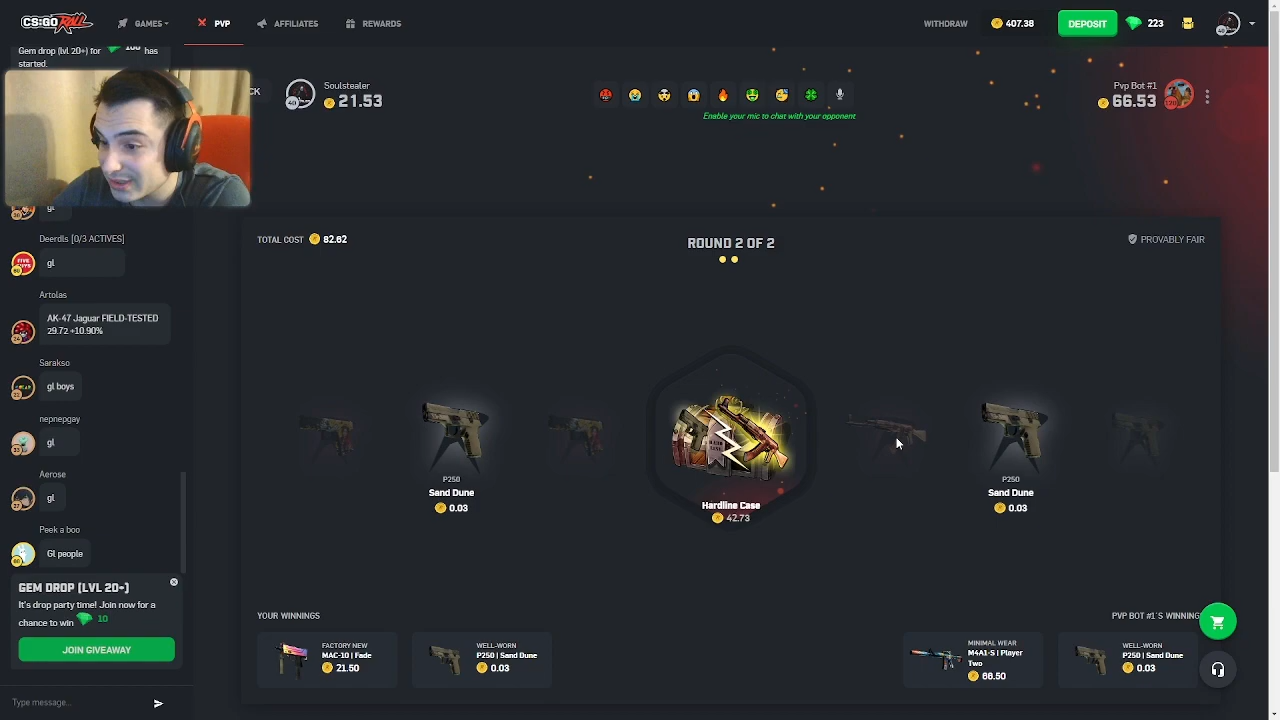 CS:GO ROLL
GAMES
PVP
AFFILIATES
REWARDS
WITHDRAW
407.38
DEPOSIT
223
Gem drop (lvl 20+) for
has
started.
CK
40
Soulstealer
21.53
Enable your mic to chat with your opponent
Pvp Bot #1
66.53
TOTAL COST 82.62
ROUND 2 OF 2
PROVABLY FAIR
gl
Deerdls [0/3 ACTIVES]
gl
Artolas
AK-47 Jaguar FIELD-TESTED
29.7z +10.90%
Sarakso
gl boys
nepnepgay
gl
Aerose
gl
Peek a boo
Gl people
P250
Sand Dune
0.03
Hardline Case
42.73
P250
Sand Dune
0.03
GEM DROP [LVL 20+]
It's drop party time! Join now for a
chance to win 10
JOIN GIVEAWAY
Type message...
YOUR WINNINGS
FACTORY NEW
MAC-10 | Fade
21.50
WELL-WORN
P250 | Sand Dune
0.03
PVP BOT #1'S WINNING
MINIMAL WEAR
M4A1-S | Player
Two
66.50
WELL-WORN
P250 | Sand Dune
0.03